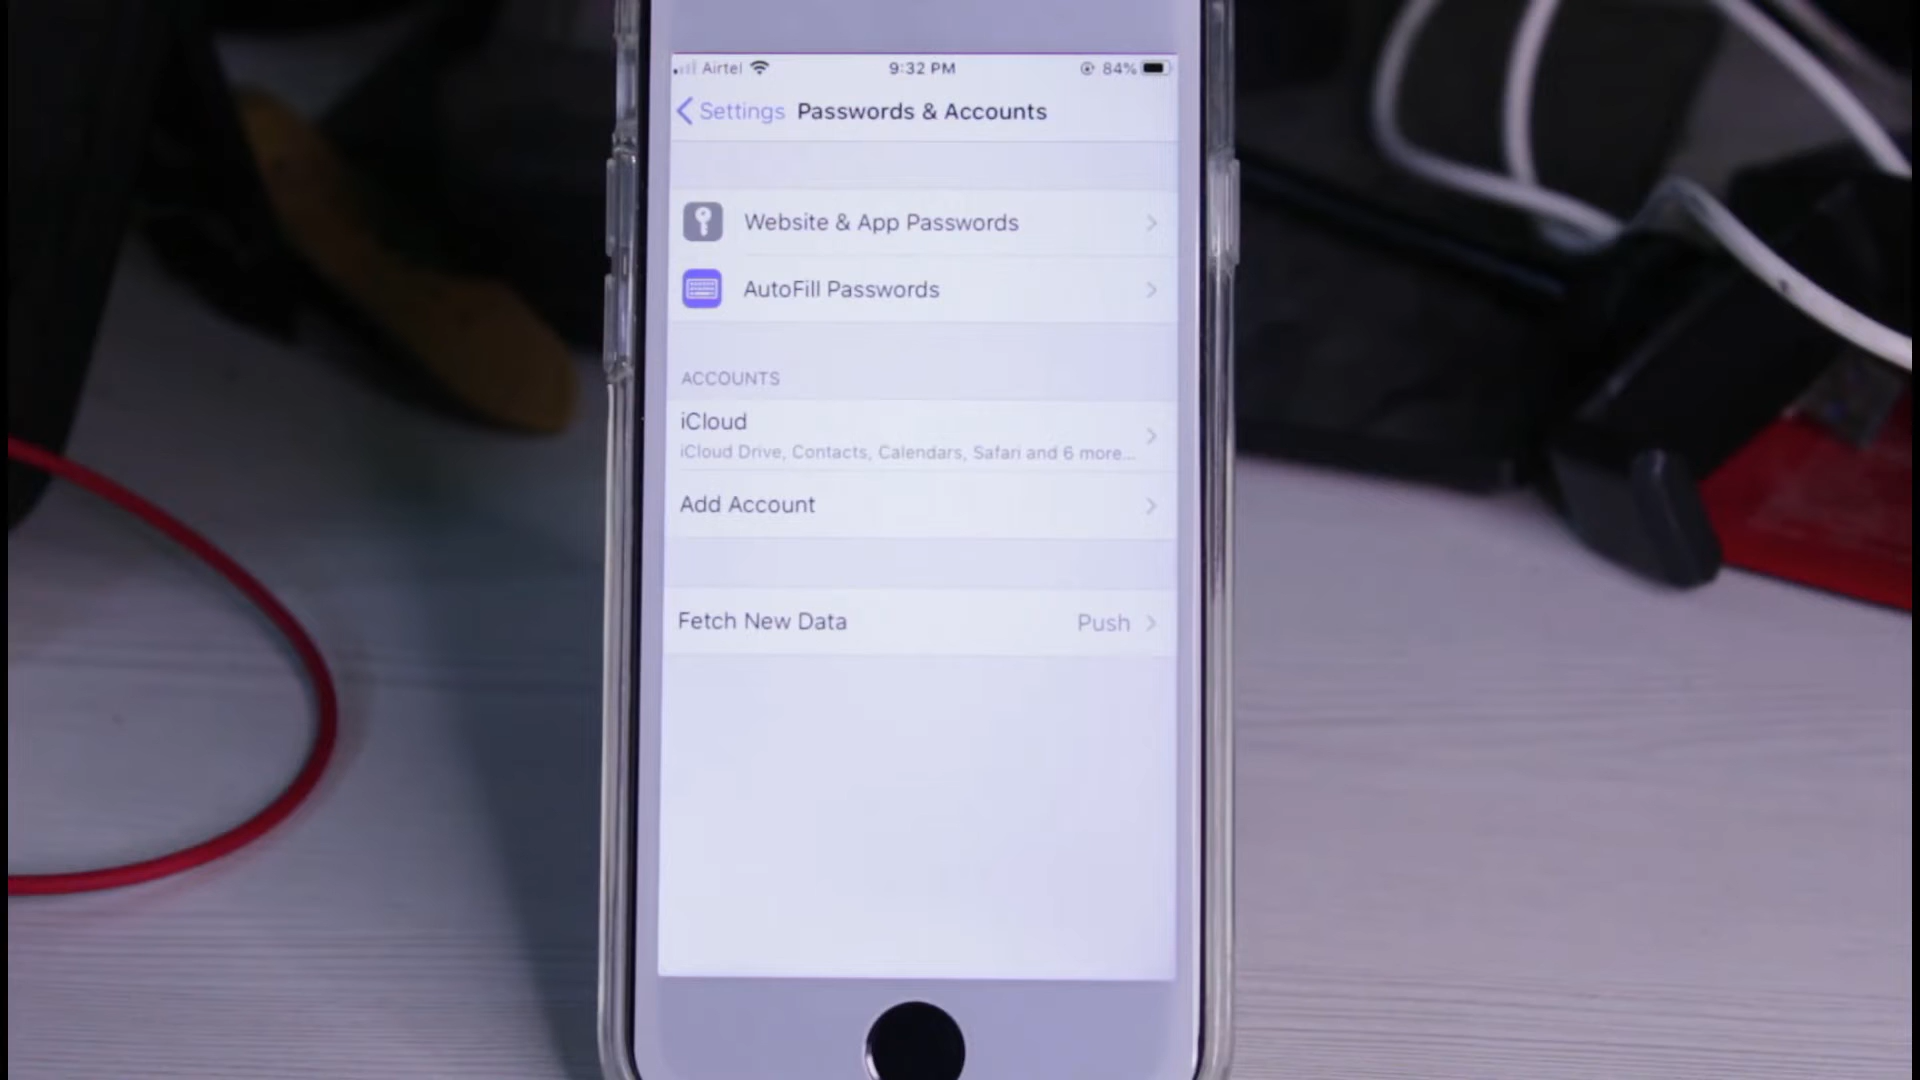 Airtel 9:32 PM 84%
Settings Passwords & Accounts
Website & App Passwords
AutoFill Passwords
ACCOUNTS
iCloud
iCloud Drive, Contacts, Calendars, Safari and 6 more...
Add Account
Fetch New Data Push